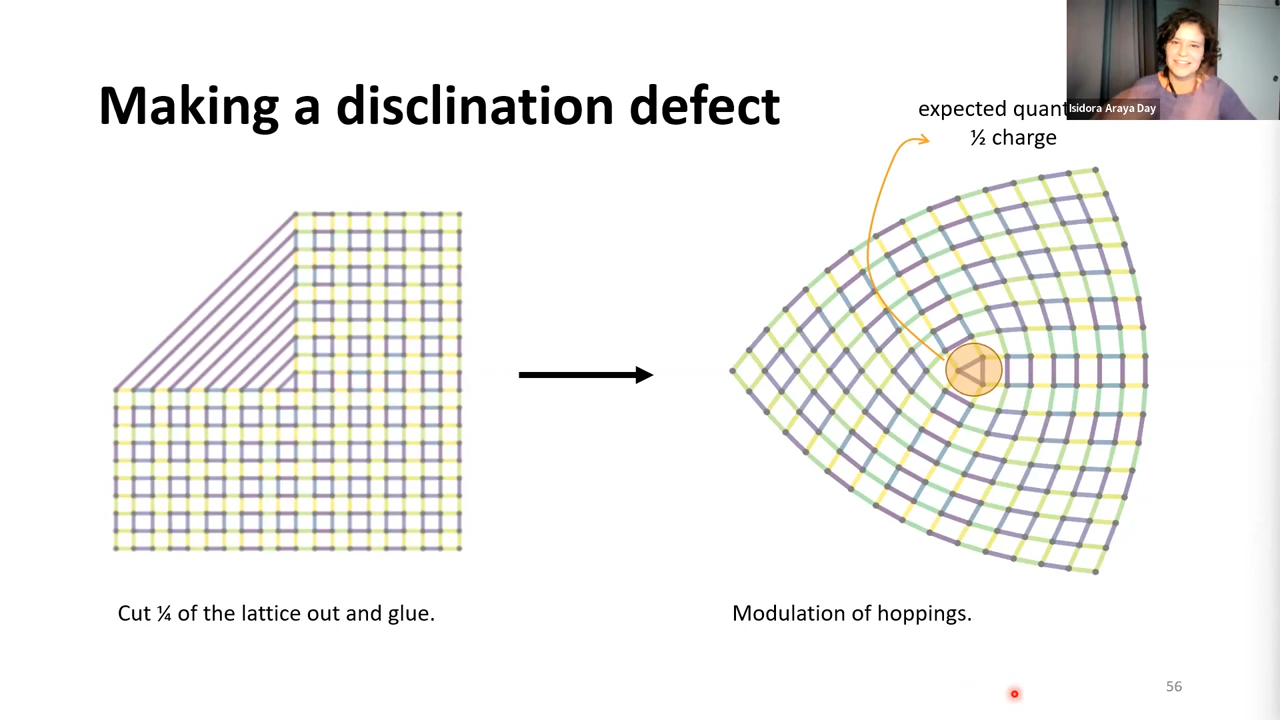 Making a disclination defect
expected
½ charge
Isidora Araya Day
Cut ¼ of the lattice out and glue.
Modulation of hoppings.
56